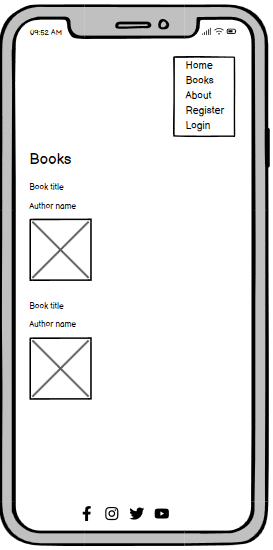 09:52 AM
Home
Books
About
Register
Login
Books
Book title
Author name
Book title
Author name